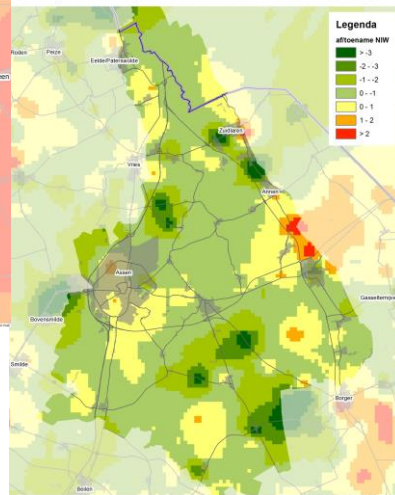 Legenda
af/toename NIW
> -3
-2 - -3
-1 - -2
0 - -1
0 - 1
1 - 2
> 2
Roden
Peize
Eelde/Paterswolde
Zuidlaren
Vries
Annen
Assen
Bovensmilde
Smilde
Borger
Beilen